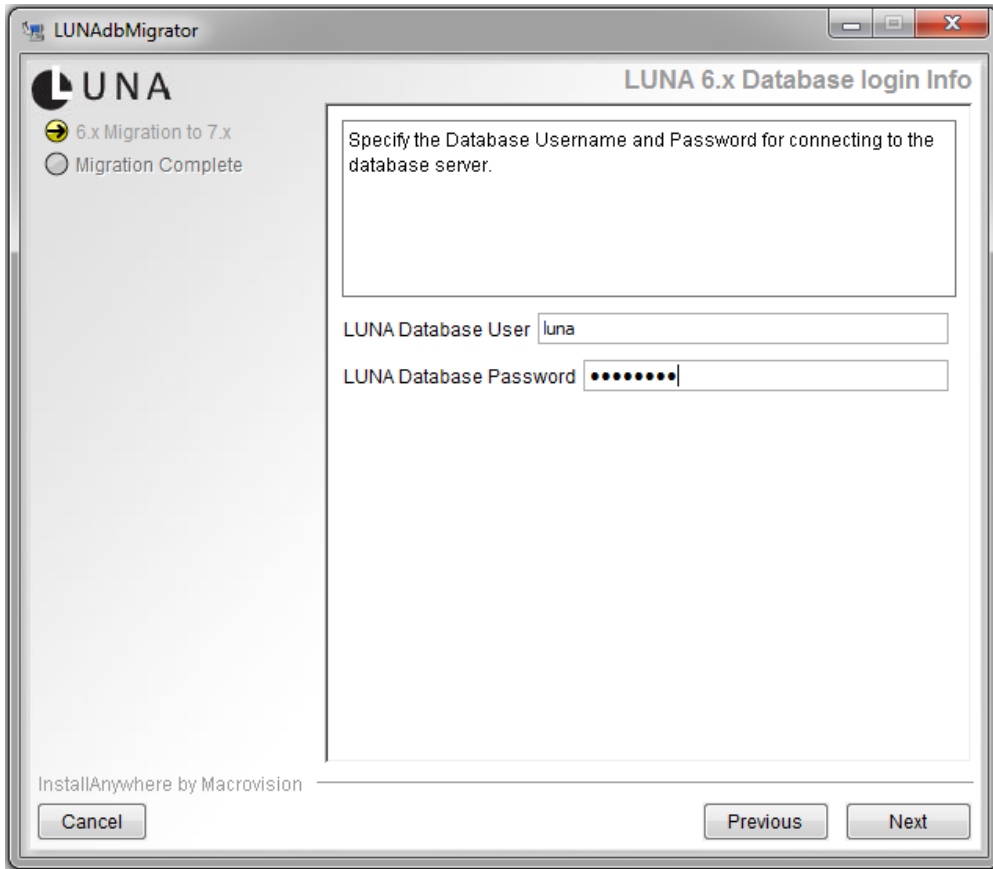 LUNAdbMigrator
LUNA
LUNA 6.x Database login Info
6.x Migration to 7.x
Migration Complete
Specify the Database Username and Password for connecting to the
database server.
LUNA Database User luna
LUNA Database Password ••••••••
InstallAnywhere by Macrovision
Cancel Previous Next